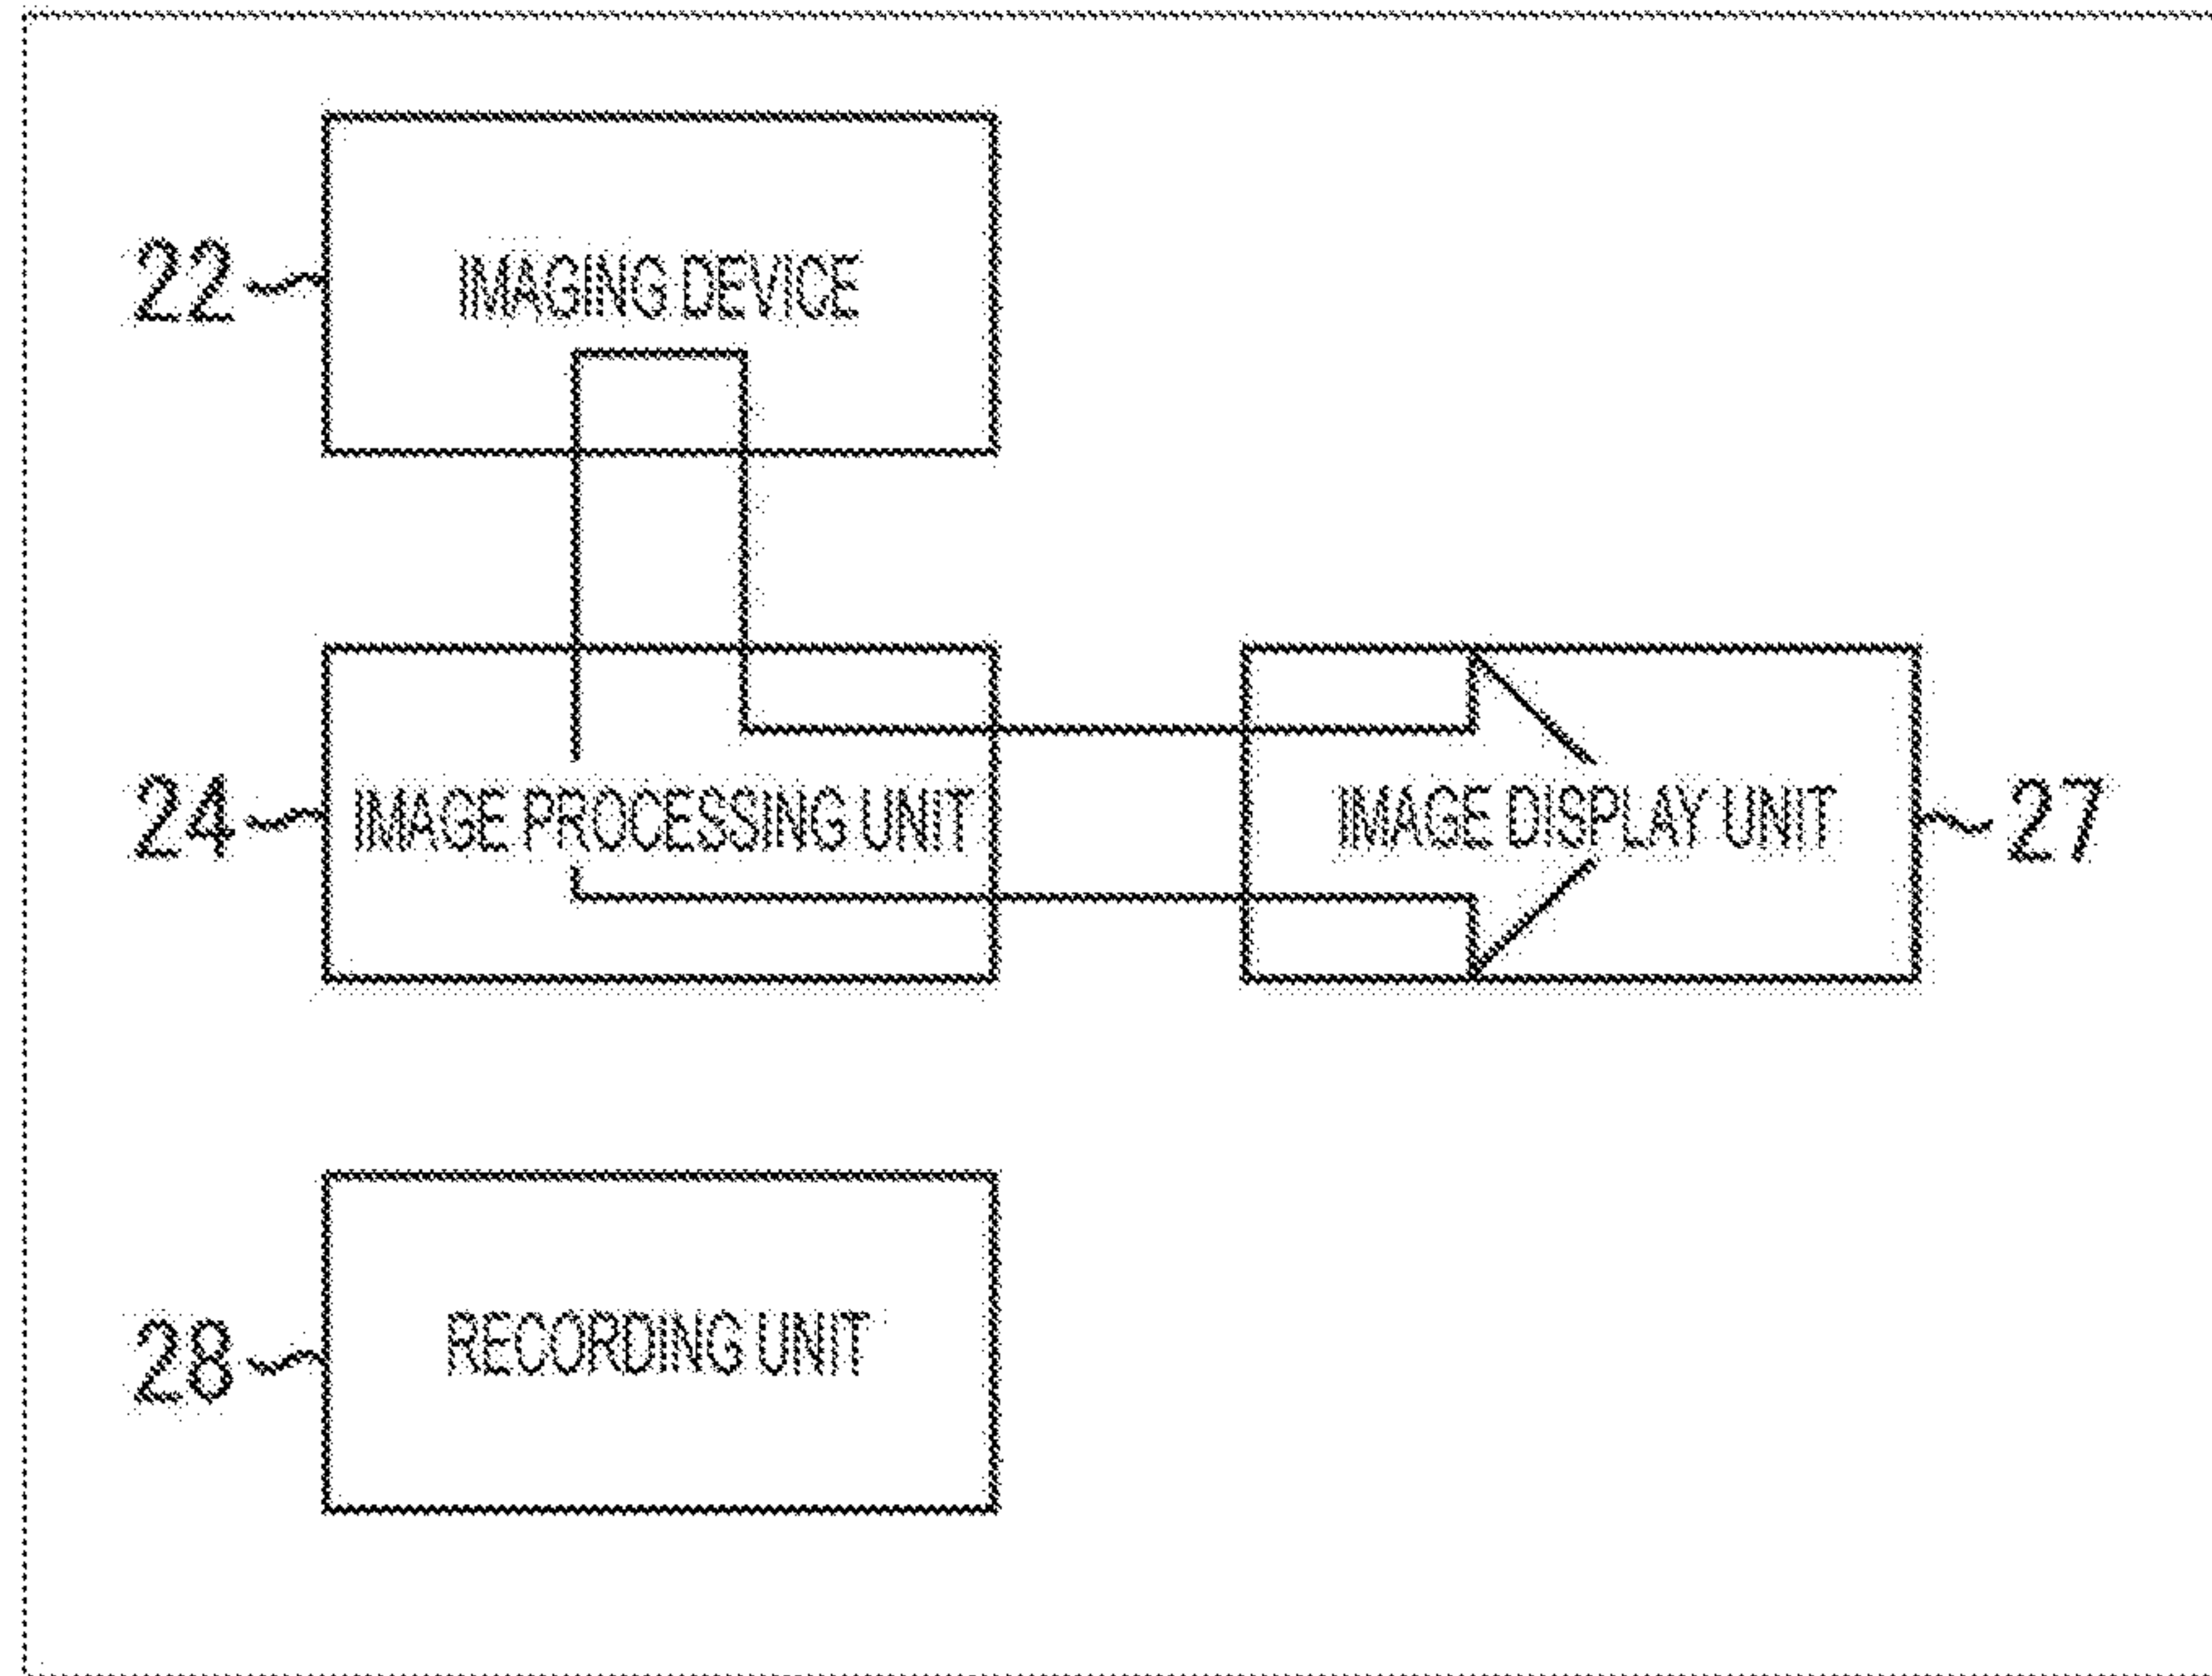 22 IMAGING DEVICE
24 IMAGE PROCESSING UNIT IMAGE DISPLAY UNIT 27
28 RECORDING UNIT